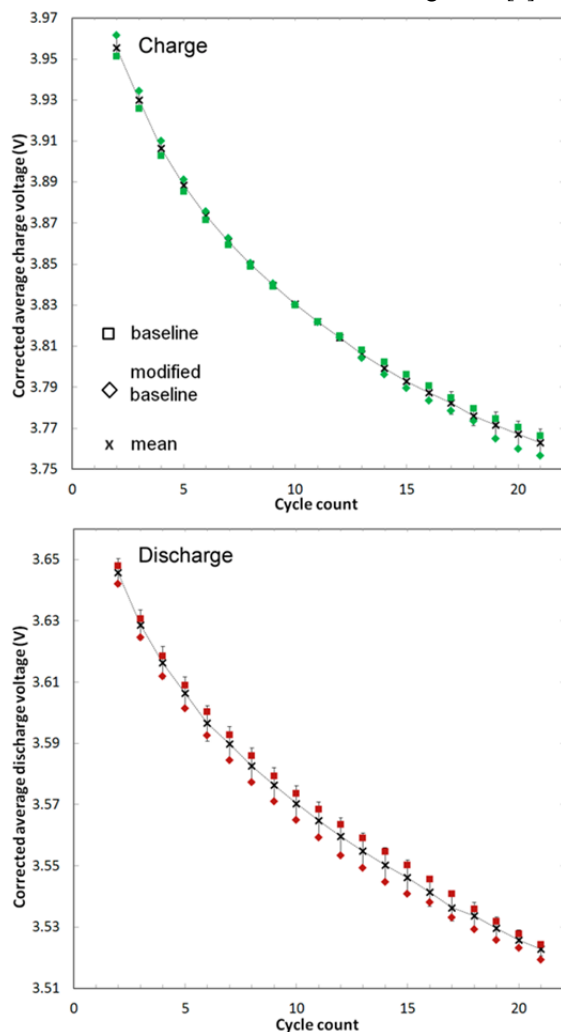 3.97
Charge
3.95
3.93
3.91
3.89
3.87
3.85
3.83
3.81
3.79
3.77
3.75
Corrected average charge voltage (V)
baseline
modified
baseline
mean
0 5 10 15 20
Cycle count
3.65
Discharge
3.63
3.61
3.59
3.57
3.55
3.53
3.51
Corrected average discharge voltage (V)
0 5 10 15 20
Cycle count